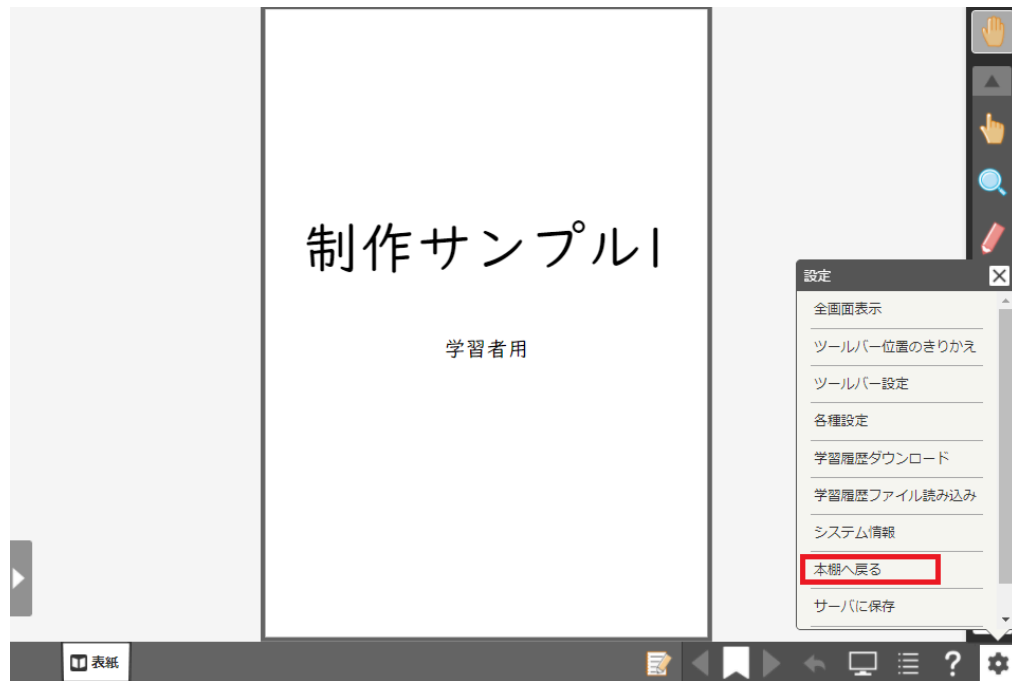 制作サンプル1
学習者用
設定
全画面表示
ツールバー位置のきりかえ
ツールバー設定
各種設定
学習履歴ダウンロード
学習履歴ファイル読み込み
システム情報
本棚へ戻る
サーバに保存
表紙
?